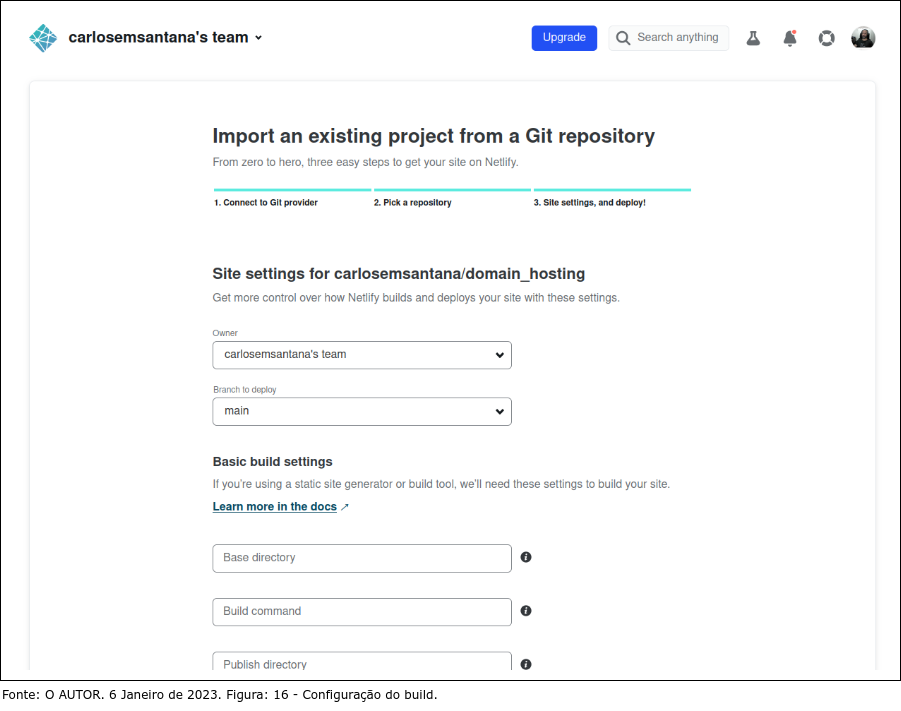 carlosemsantana's team
Upgrade
Search anything
Import an existing project from a Git repository
From zero to hero, three easy steps to get your site on Netlify.
1. Connect to Git provider
2. Pick a repository
3. Site settings, and deploy!
Site settings for carlosemsantana/domain_hosting
Get more control over how Netlify builds and deploys your site with these settings.
Owner
carlosemsantana's team
Branch to deploy
main
Basic build settings
If you're using a static site generator or build tool, we'll need these settings to build your site.
Learn more in the docs ↗
Base directory
Build command
Publish directory
Fonte: O AUTOR. 6 Janeiro de 2023. Figura: 16 - Configuração do build.